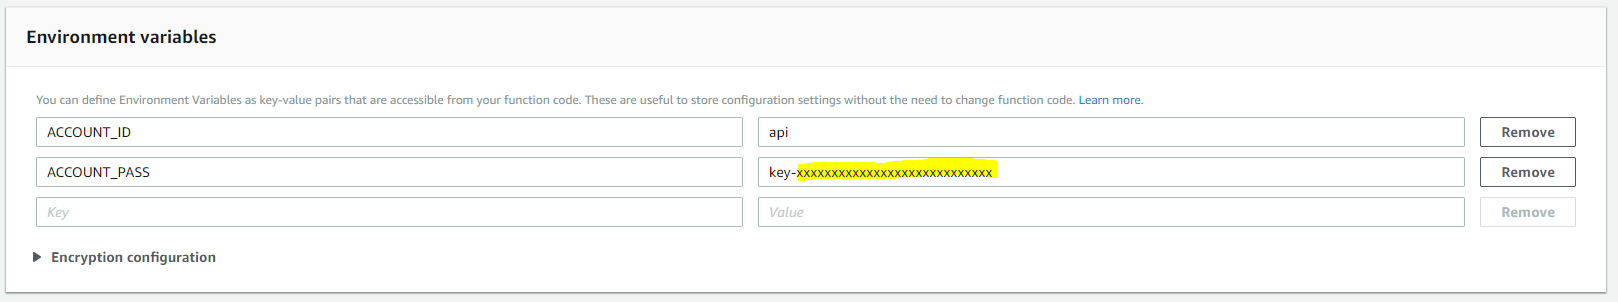 Environment variables
You can define Environment Variables as key-value pairs that are accessible from your function code. These are useful to store configuration settings without the need to change function code. Learn more.
ACCOUNT_ID api Remove
ACCOUNT_PASS key-xxxxxxxxxxxxxxxxxxxxxxxxxxxx Remove
Key Value Remove
Encryption configuration